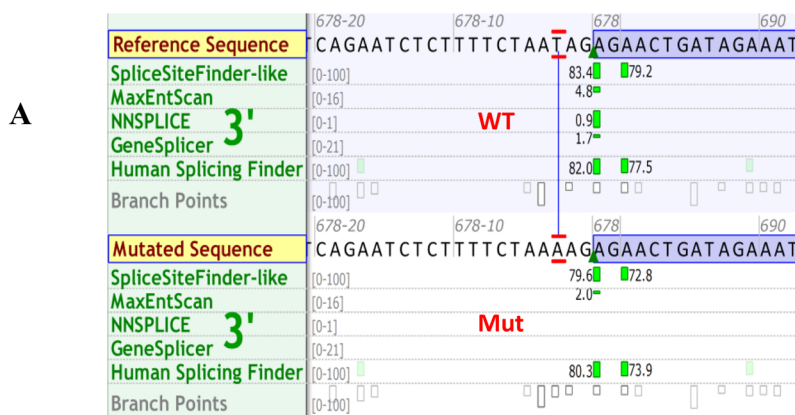 A
678-20 678-10 678 690
Reference Sequence TCAGAATCTCTTTTCTAATAGAGAACTGATAGAAAT
SpliceSiteFinder-like [0-100] 83.4 79.2
MaxEntScan [0-16] 4.8
NNSPLICE 3' [0-1] WT 0.9
GeneSplicer [0-21] 1.7
Human Splicing Finder [0-100] 82.0 77.5
Branch Points [0-100]
678-20 678-10 678 690
Mutated Sequence TCAGAATCTCTTTTCTAAAAGAGAACTGATAGAAAT
SpliceSiteFinder-like [0-100] 79.6 72.8
MaxEntScan [0-16] 2.0
NNSPLICE 3' [0-1] Mut
GeneSplicer [0-21]
Human Splicing Finder [0-100] 80.3 73.9
Branch Points [0-100]